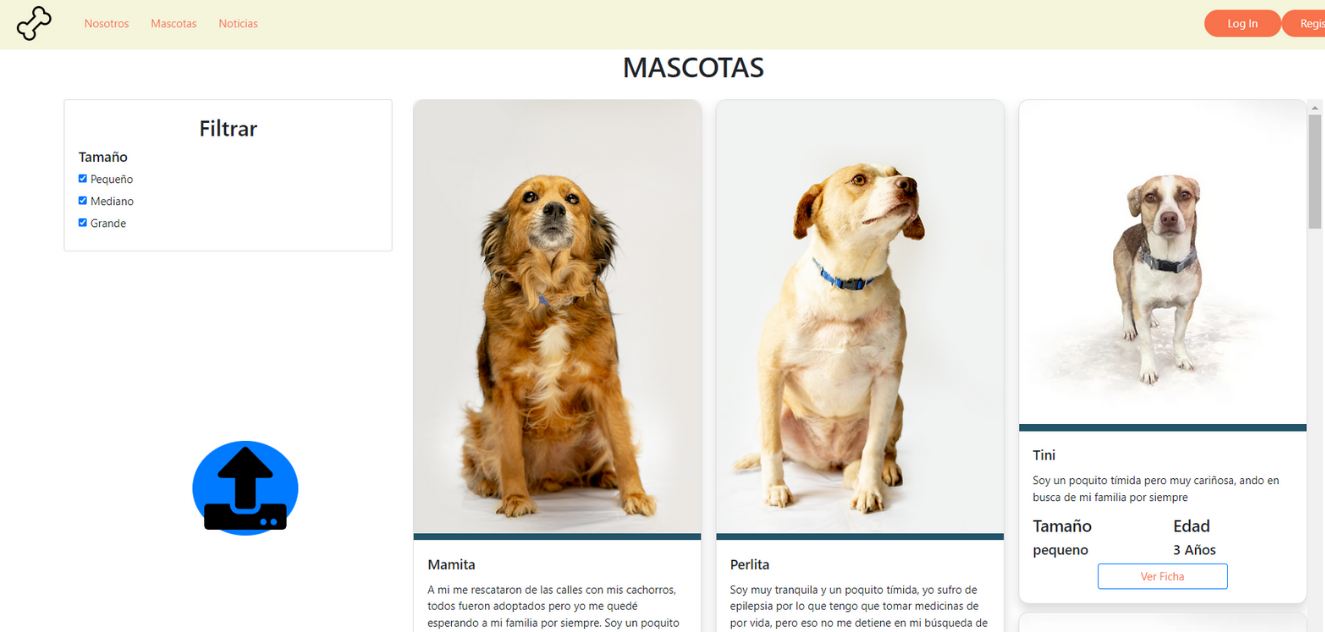 Nosotros
Mascotas
Noticias
Log In
MASCOTAS
Filtrar
Tamaño
Pequeño
Mediano
Grande
Mamita
A mi me rescataron de las calles con mis cachorros,
todos fueron adoptados pero yo me quedé
esperando a mi familia por siempre. Soy un poquito
Perlita
Soy muy tranquila y un poquito tímida, yo sufro de
epilepsia por lo que tengo que tomar medicinas de
por vida, pero eso no me detiene en mi búsqueda de
Tini
Soy un poquito tímida pero muy cariñosa, ando en
busca de mi familia por siempre
Tamaño Edad
pequeno 3 Años
Ver Ficha